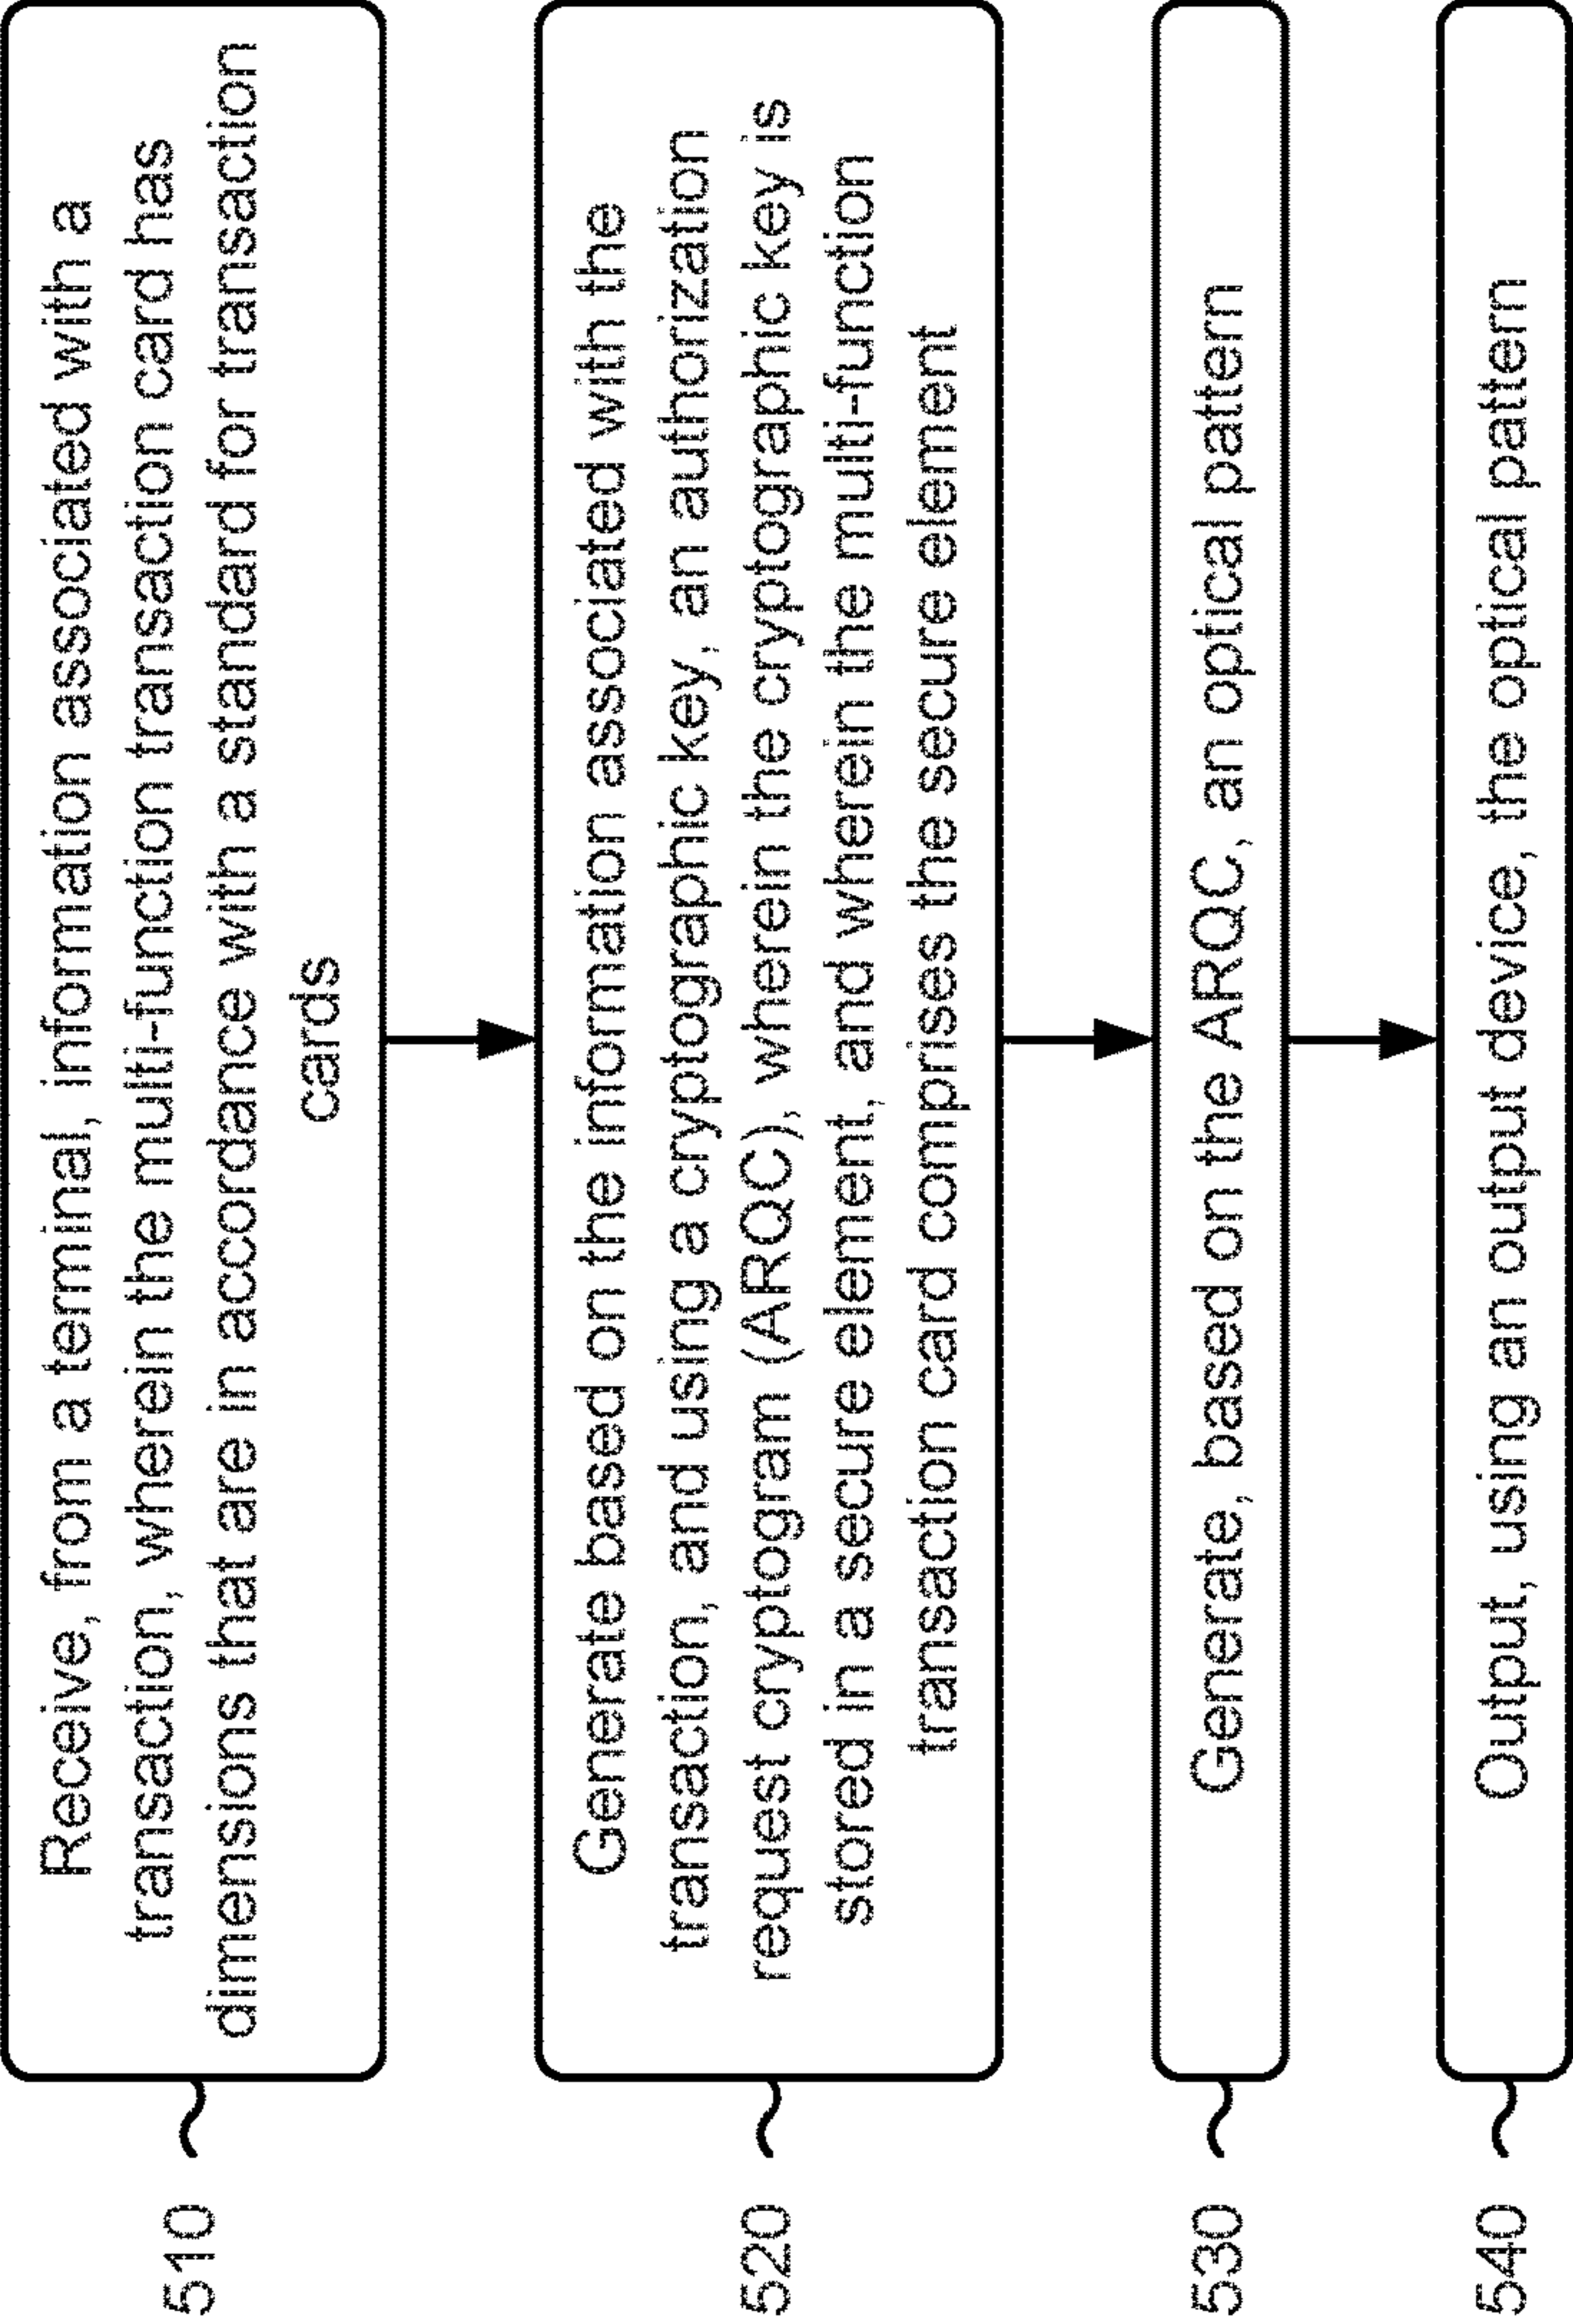 510
Receive, from a terminal, information associated with a
transaction, wherein the multi-function transaction card has
dimensions that are in accordance with a standard for transaction
cards
520
Generate based on the information associated with the
transaction, and using a cryptographic key, an authorization
request cryptogram (ARQC), wherein the cryptographic key is
stored in a secure element, and wherein the multi-function
transaction card comprises the secure element
530
Generate, based on the ARQC, an optical pattern
540
Output, using an output device, the optical pattern